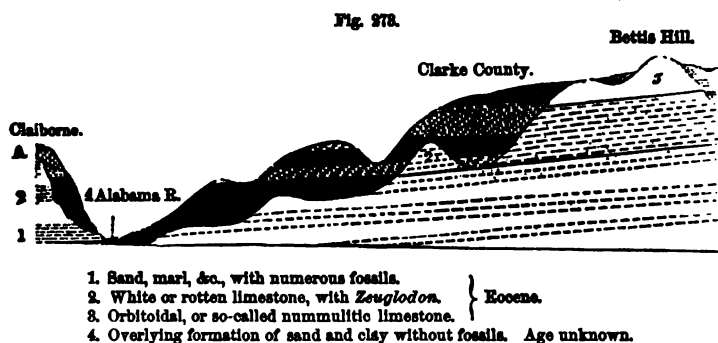 Fig. 273.
Bettis Hill.
Clarke County.
3
Claiborne.
2
4 Alabama R.
2
1
1. Sand, marl, &c., with numerous fossils.
2. White or rotten limestone, with Zeuglodon.
3. Orbitoidal, or so-called nummulitic limestone.
} Eocene.
4. Overlying formation of sand and clay without fossils. Age unknown.